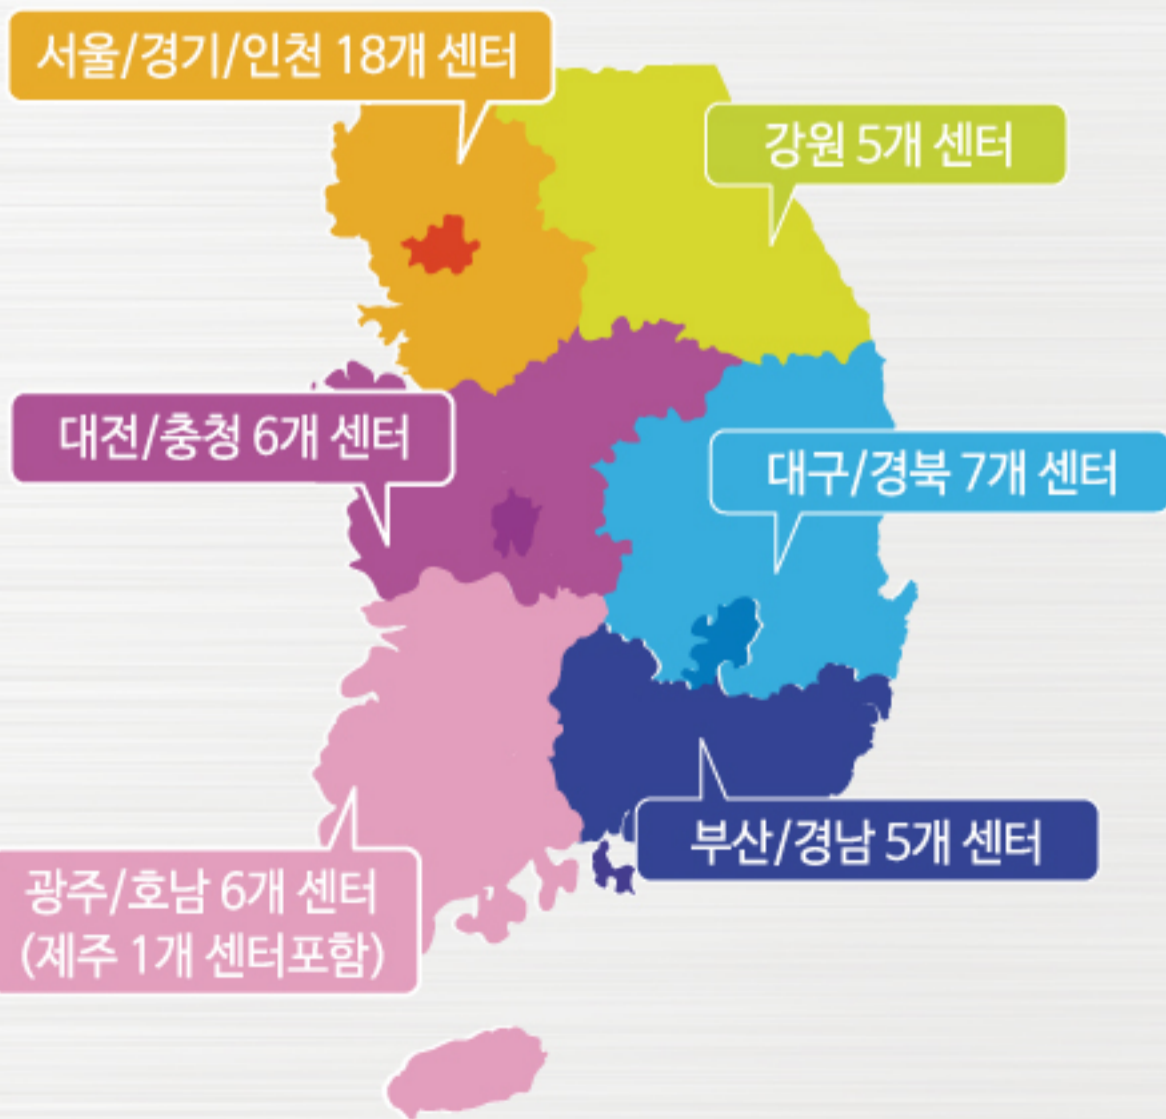 서울/경기/인천 18개 센터
강원 5개 센터
대전/충청 6개 센터
대구/경북 7개 센터
부산/경남 5개 센터
광주/호남 6개 센터
(제주 1개 센터포함)